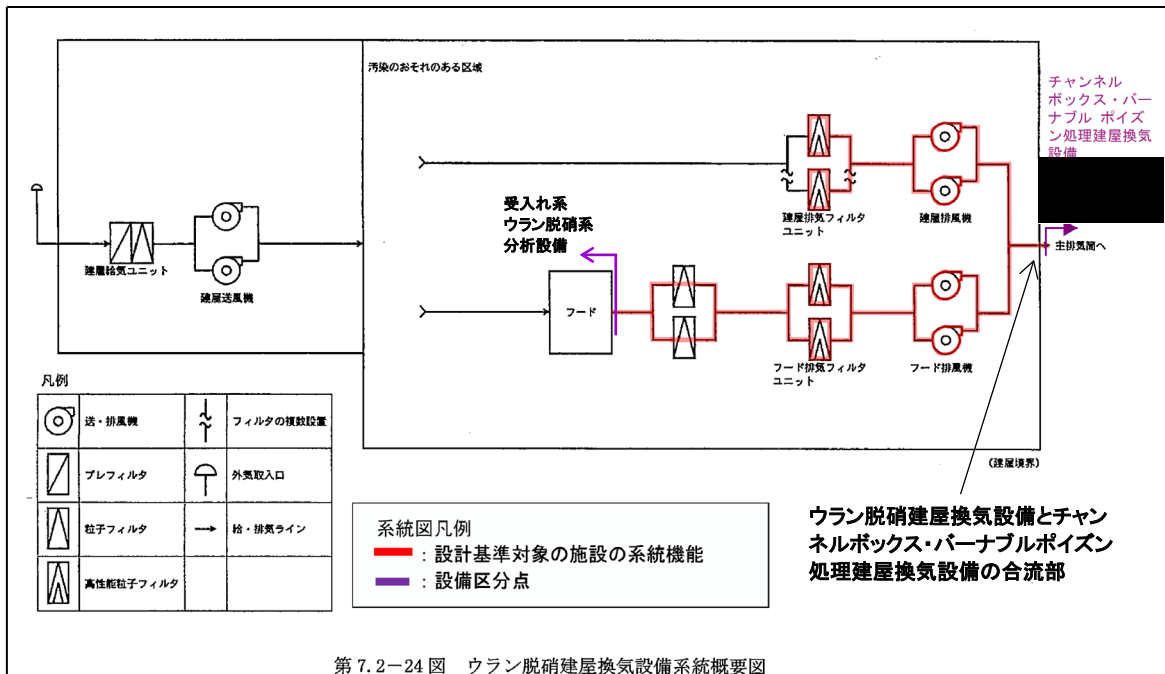 汚染のおそれのある区域
チャンネル
ボックス・バー
ナブル ポイズ
ン処理建屋換気
設備
受入れ系
ウラン脱硝系
分析設備
建屋排気フィルタ
ユニット
建屋排風機
主排気筒へ
建屋給気ユニット
建屋送風機
フード
フード排気フィルタ
ユニット
フード排風機
(建屋境界)
凡例
送・排風機
フィルタの複数設置
プレフィルタ
外気取入口
粒子フィルタ
給・排気ライン
高性能粒子フィルタ
系統図凡例
:設計基準対象の施設の系統機能
:設備区分点
ウラン脱硝建屋換気設備とチャン
ネルボックス・バーナブルポイズン
処理建屋換気設備の合流部
第 7.2-24 図 ウラン脱硝建屋換気設備系統概要図